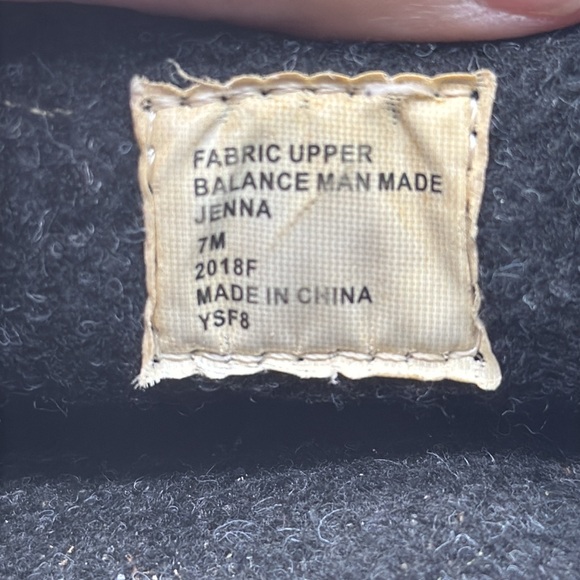 FABRIC UPPER
BALANCE MAN MADE
JENNA
7M
2018F
MADE IN CHINA
YSF8